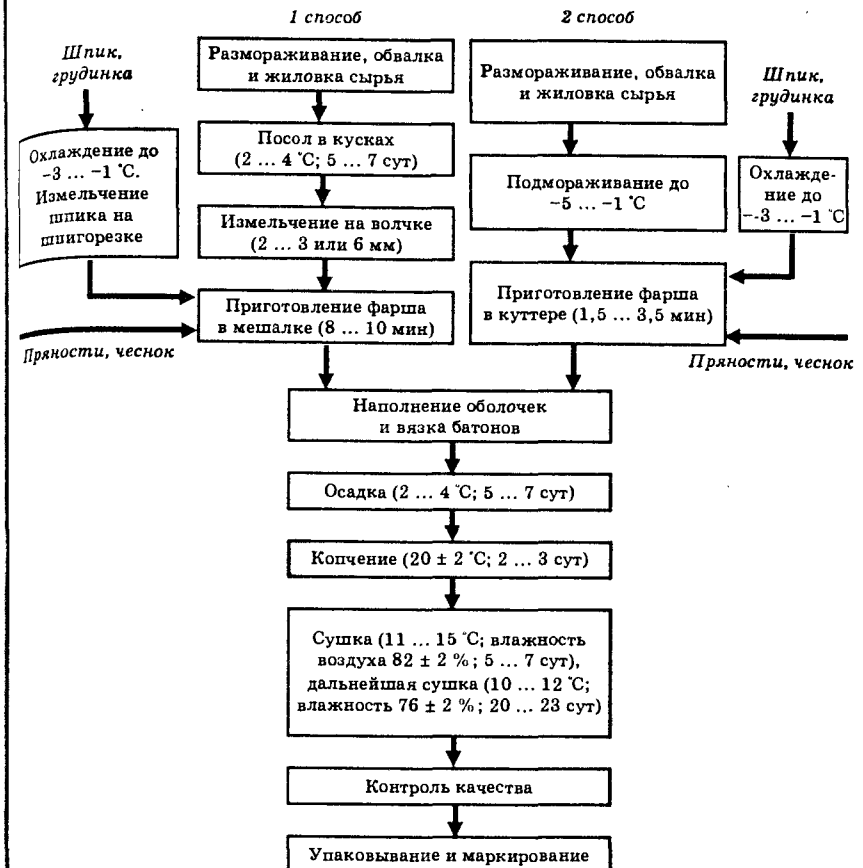 1 способ
2 способ
Шпик,
грудинка
Размораживание, обвалка
и жиловка сырья
Размораживание, обвалка
и жиловка сырья
Шпик,
грудинка
Охлаждение до
-3 ... -1 °C.
Измельчение
шпика на
шпигорезке
Посол в кусках
(2 ... 4 °C; 5 ... 7 сут)
Подмораживание до
-5 ... -1 °C
Охлажде-
ние до
--3 ... -1 °C
Измельчение на волчке
(2 ... 3 или 6 мм)
Приготовление фарша
в мешалке (8 ... 10 мин)
Приготовление фарша
в куттере (1,5 ... 3,5 мин)
Пряности, чеснок
Пряности, чеснок
Наполнение оболочек
и вязка батонов
Осадка (2 ... 4 °C; 5 ... 7 сут)
Копчение (20 ± 2 °C; 2 ... 3 сут)
Сушка (11 ... 15 °C; влажность
воздуха 82 ± 2 %; 5 ... 7 сут),
дальнейшая сушка (10 ... 12 °C;
влажность 76 ± 2 %; 20 ... 23 сут)
Контроль качества
Упаковывание и маркирование